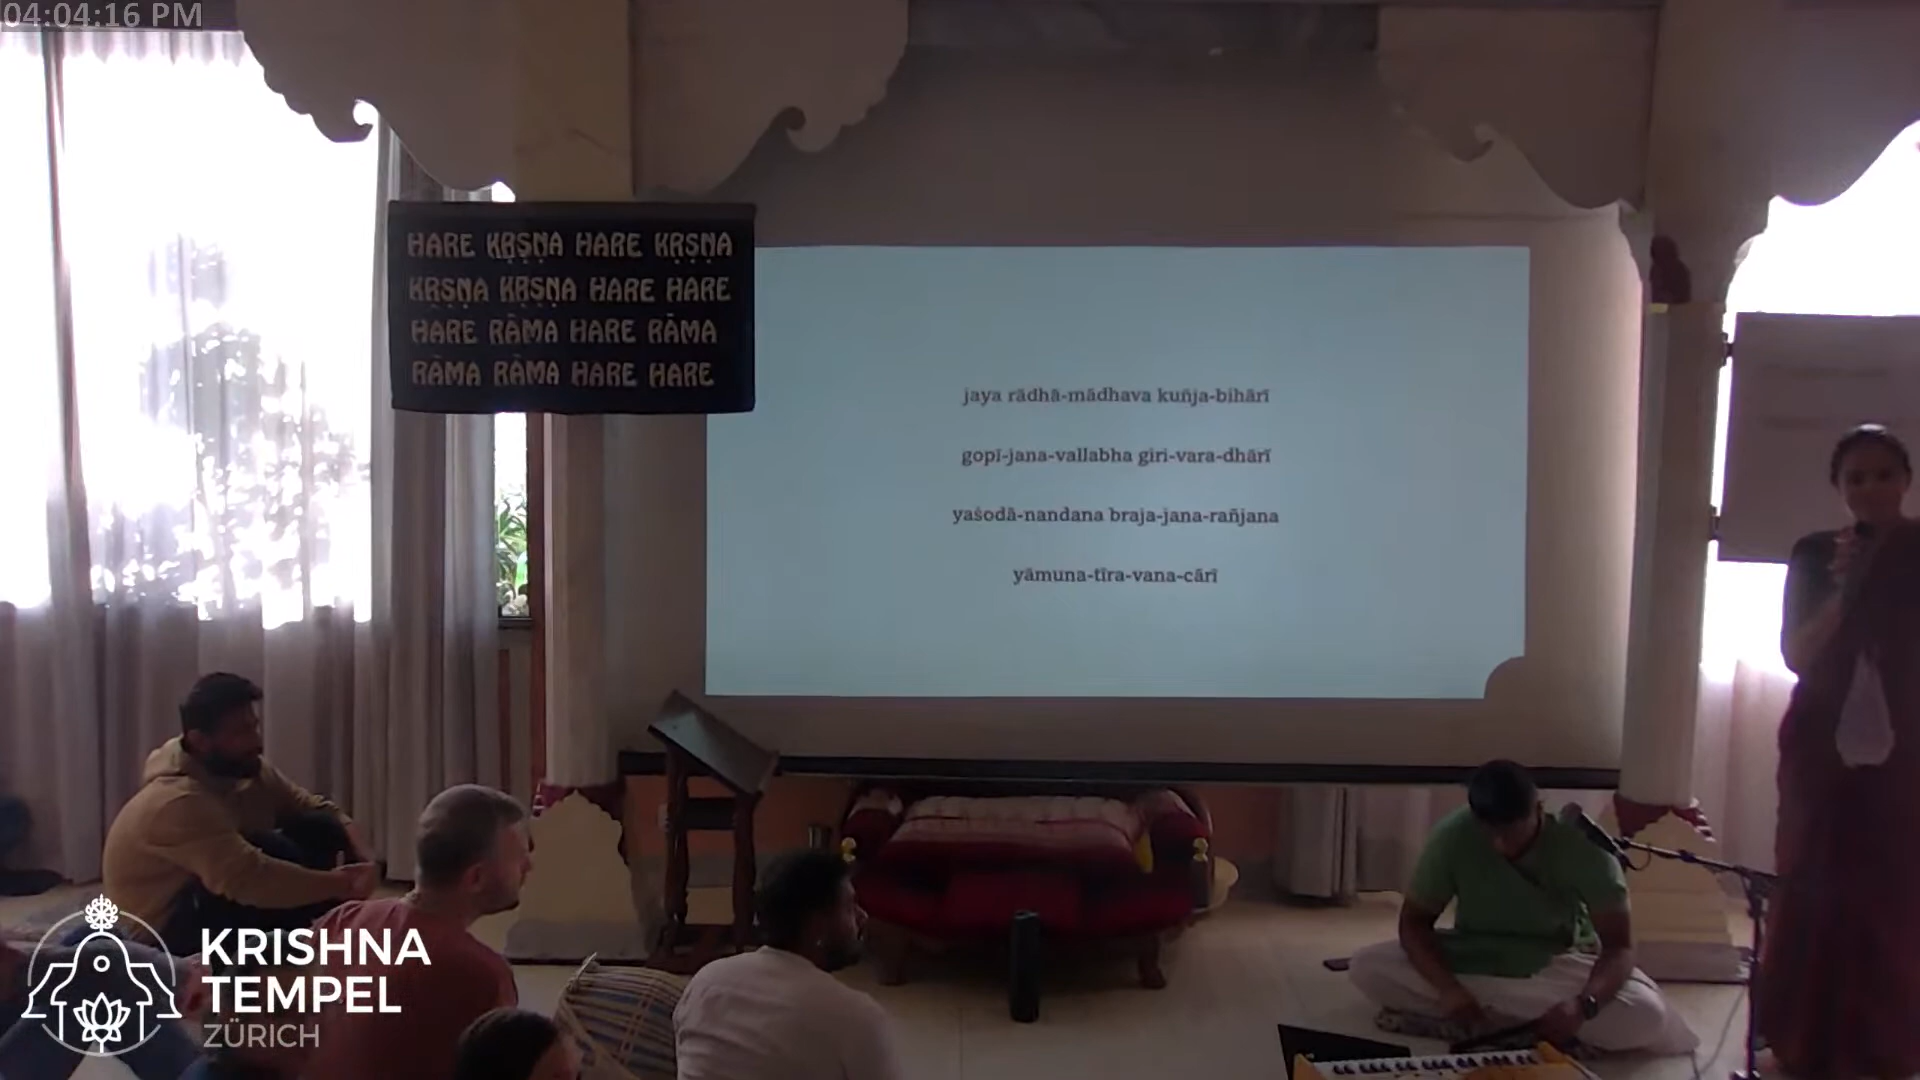 04:04:16 PM
HARE KṚṢṆA HARE KṚṢṆA
KṚṢṆA KṚṢṆA HARE HARE
HARE RĀMA HARE RĀMA
RĀMA RĀMA HARE HARE
jaya rādhā-mādhava kuñja-bihārī
gopī-jana-vallabha giri-vara-dhārī
yaśodā-nandana braja-jana-rañjana
yāmuna-tīra-vana-cārī
KRISHNA
TEMPEL
ZÜRICH